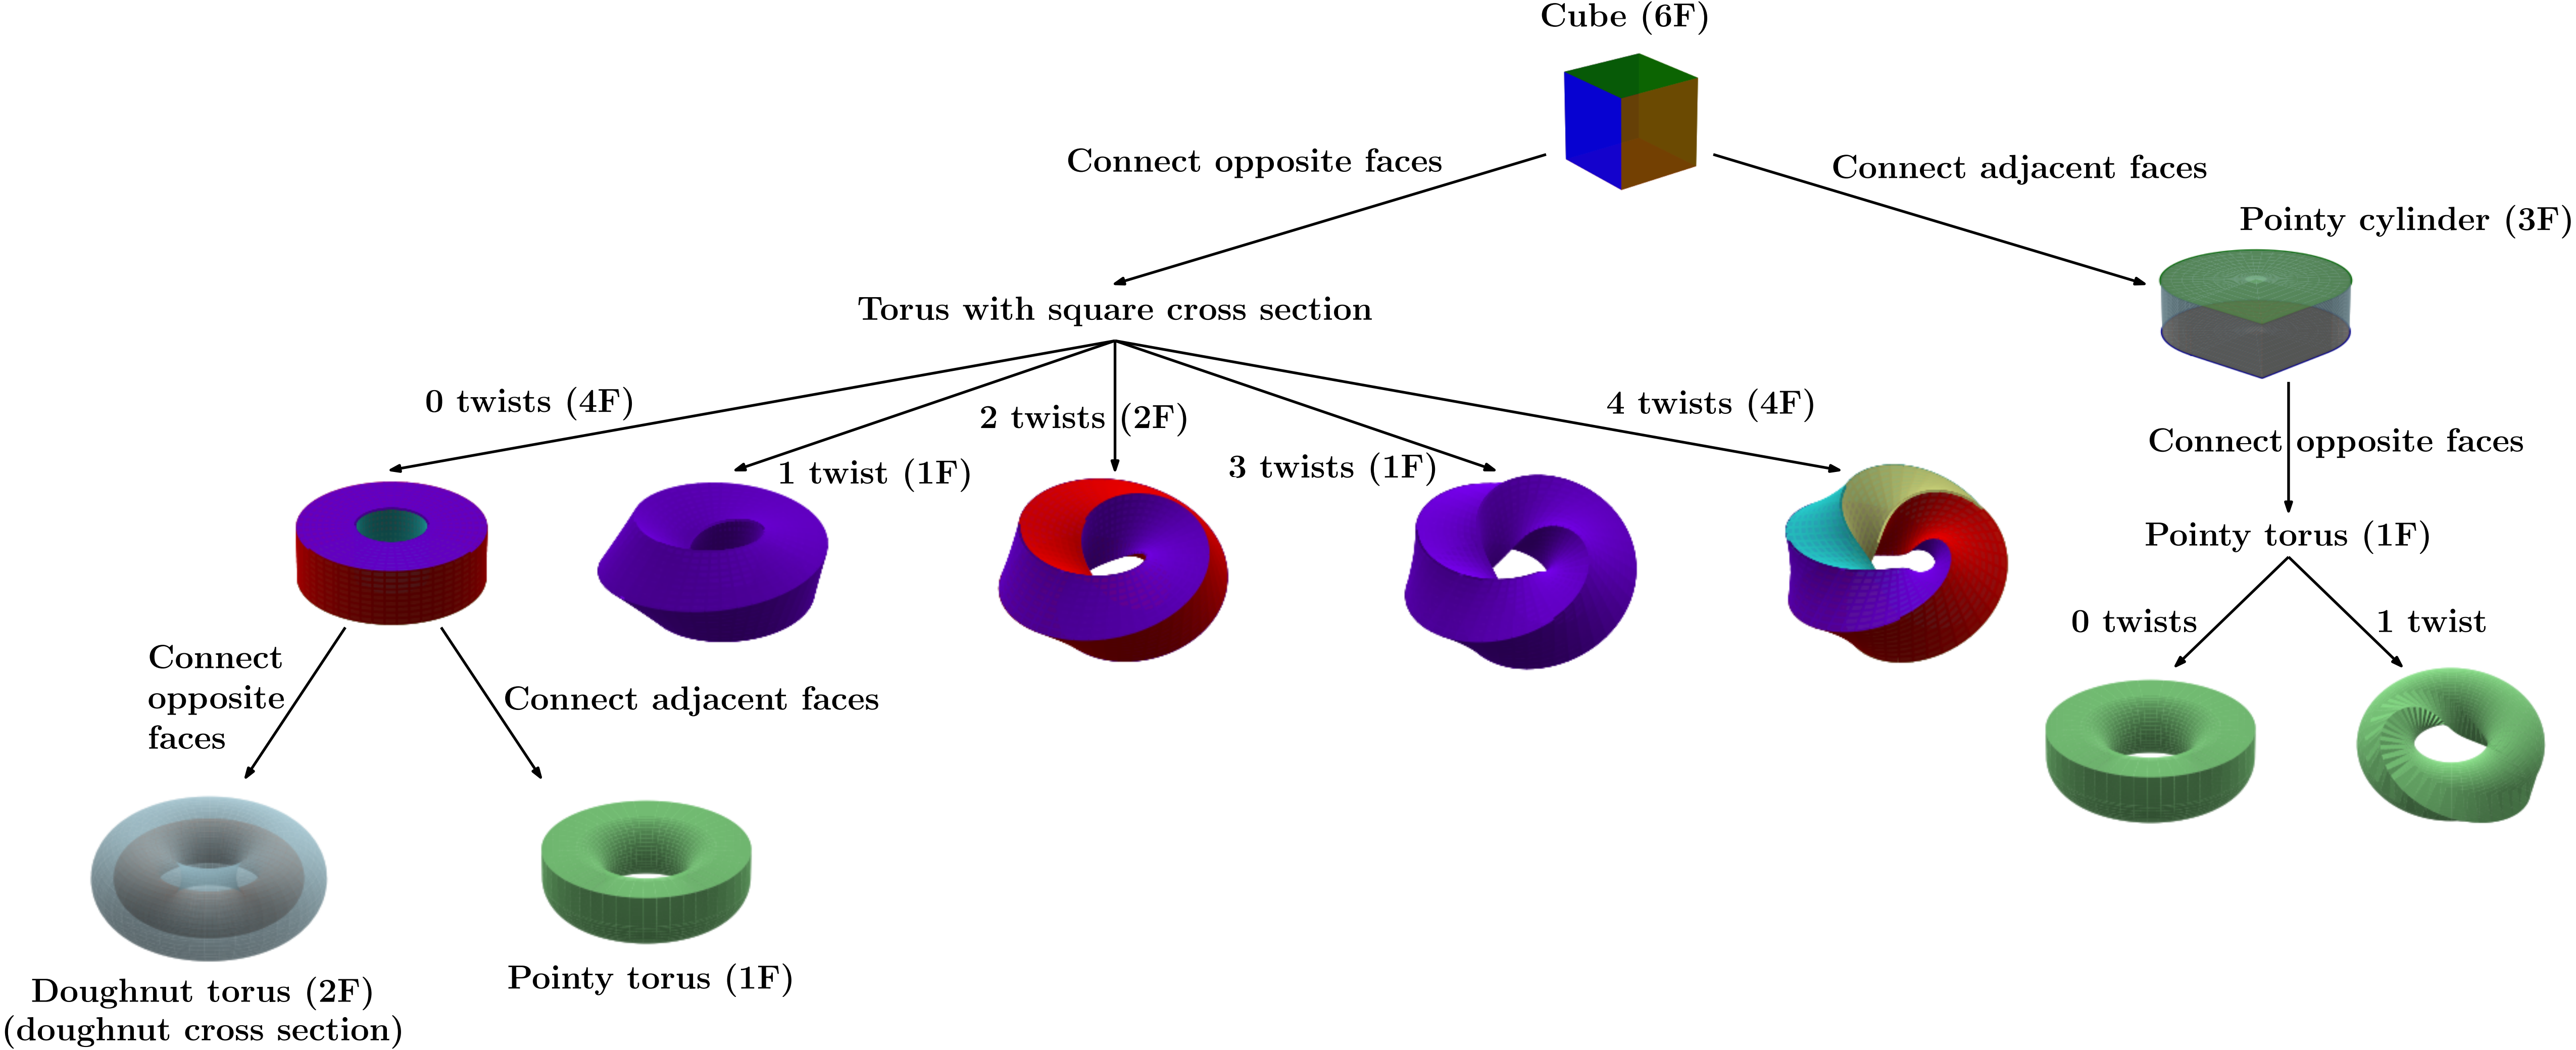 Cube (6F)
Connect opposite faces
Connect adjacent faces
Pointy cylinder (3F)
Torus with square cross section
0 twists (4F)
1 twist (1F)
2 twists (2F)
3 twists (1F)
4 twists (4F)
Connect opposite faces
Pointy torus (1F)
0 twists
1 twist
Connect
opposite
faces
Connect adjacent faces
Doughnut torus (2F)
(doughnut cross section)
Pointy torus (1F)